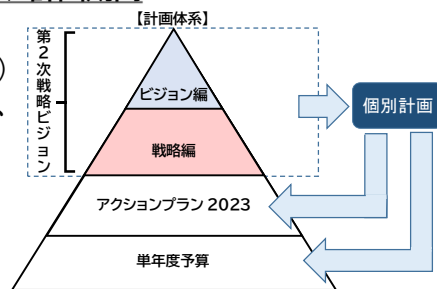 【計画体系】
第2次戦略ビジョン
ビジョン編
戦略編
アクションプラン 2023
単年度予算
個別計画
)
、